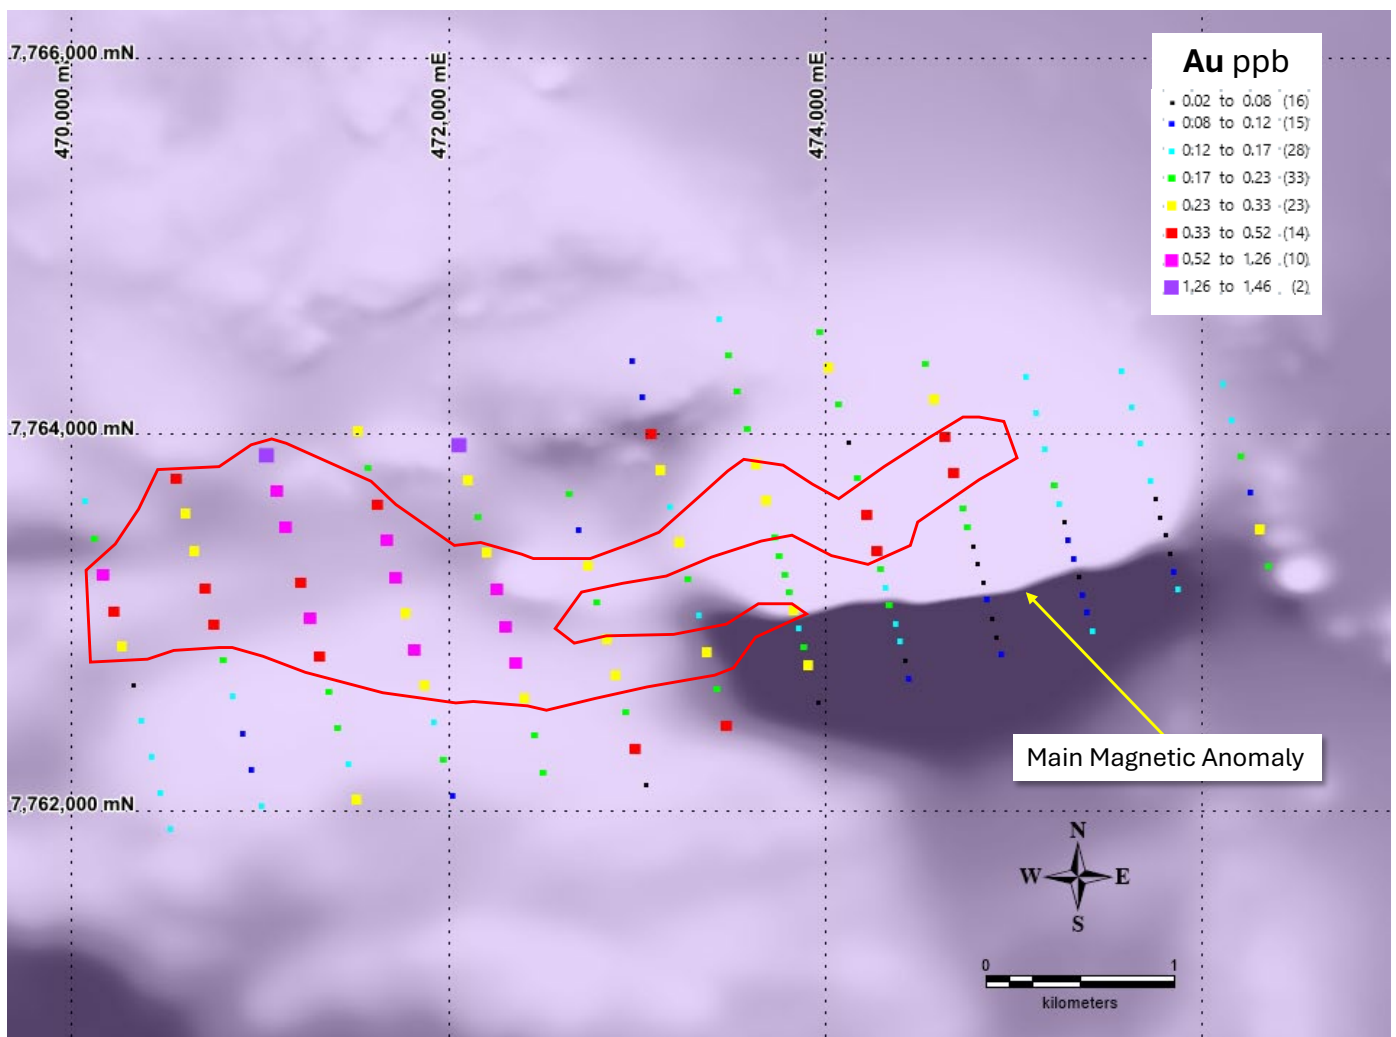 7,766,000 mN
470,000 mE
472,000 mE
474,000 mE
Au ppb
0.02 to 0.08 (16)
0.08 to 0.12 (15)
0.12 to 0.17 (28)
0.17 to 0.23 (33)
0.23 to 0.33 (23)
0.33 to 0.52 (14)
0.52 to 1.26 (10)
1.26 to 1.46 (2)
7,764,000 mN
Main Magnetic Anomaly
7,762,000 mN
N
W E
S
0 1
kilometers